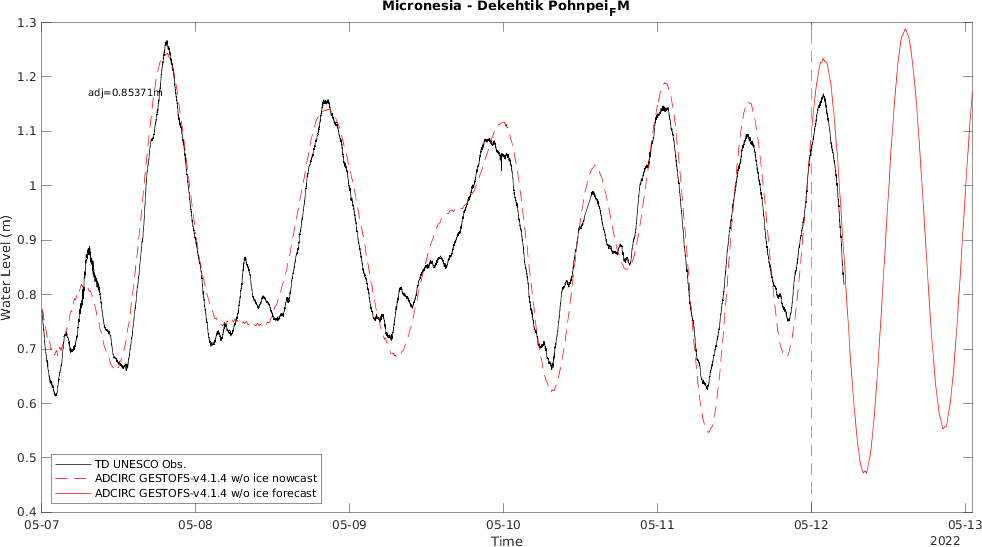 Micronesia - Dekehtik Pohnpei_FM
1.3
1.2
1.1
1
0.9
0.8
0.7
0.6
0.5
0.4
Water Level (m)
adj=0.85371m
TD UNESCO Obs.
ADCIRC GESTOFS-v4.1.4 w/o ice nowcast
ADCIRC GESTOFS-v4.1.4 w/o ice forecast
05-07 05-08 05-09 05-10 05-11 05-12 05-13
Time
2022